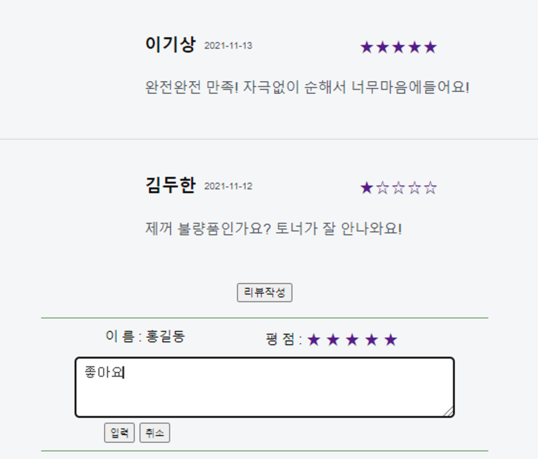 이기상 2021-11-13 ★★★★★
완전완전 만족! 자극없이 순해서 너무마음에들어요!
김두한 2021-11-12 ★☆☆☆☆
제꺼 불량품인가요? 토너가 잘 안나와요!
리뷰작성
이 름 : 홍길동 평 점 : ★ ★ ★ ★ ★
좋아요
입력 취소